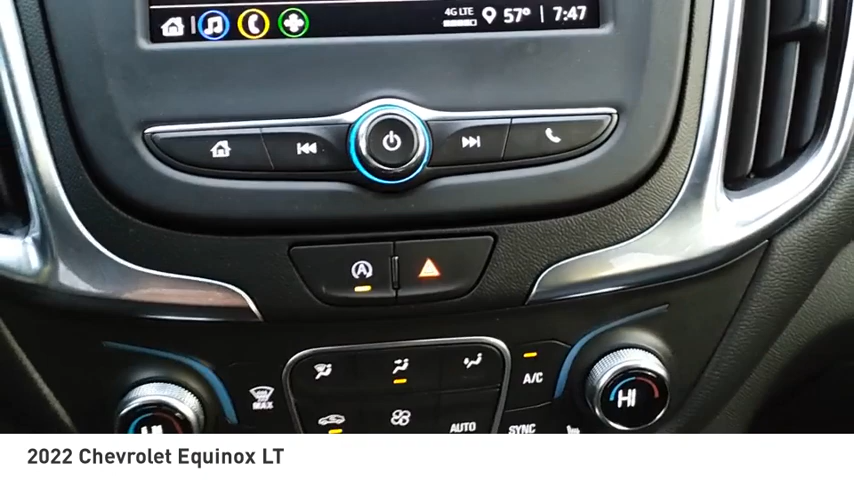 4G LTE 57° 7:47
A
MAX
A/C
HI
AUTO
SYNC
2022 Chevrolet Equinox LT